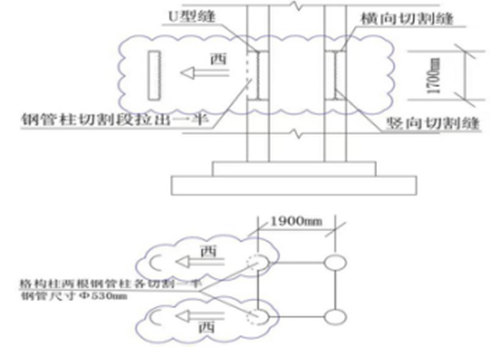 U型缝
横向切割缝
西
1700mm
钢管柱切割段拉出一半
竖向切割缝
1900mm
西
格构柱两根钢管柱各切割一半
钢管尺寸Φ530mm
西